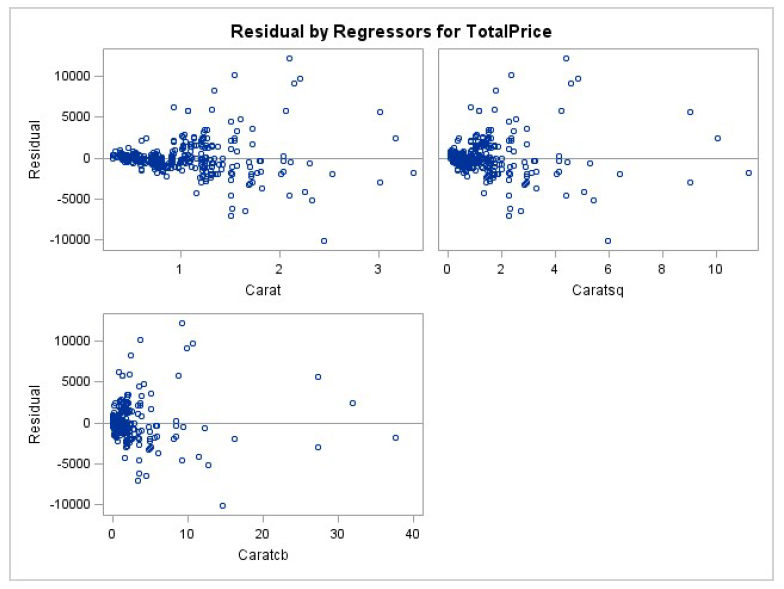 Residual by Regressors for TotalPrice
10000
5000
0
-5000
-10000
Residual
1 2 3
Carat
0 2 4 6 8 10
Caratsq
10000
5000
0
-5000
-10000
Residual
0 10 20 30 40
Caratcb